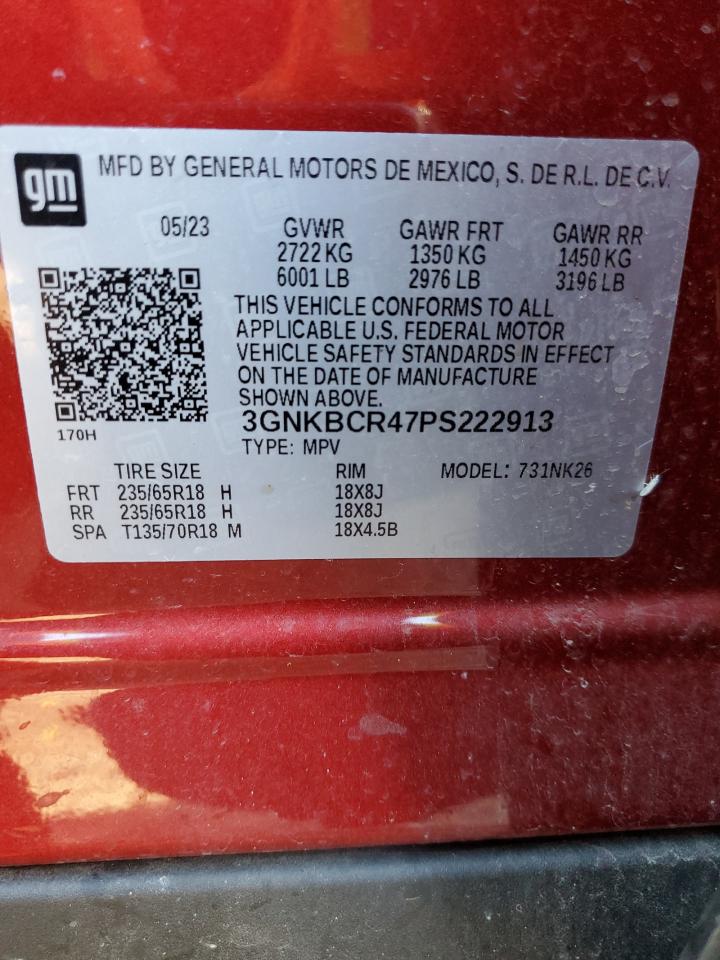 gm MFD BY GENERAL MOTORS DE MEXICO, S. DE R.L. DE C.V.
05/23 GVWR GAWR FRT GAWR RR
2722 KG 1350 KG 1450 KG
6001 LB 2976 LB 3196 LB
THIS VEHICLE CONFORMS TO ALL
APPLICABLE U.S. FEDERAL MOTOR
VEHICLE SAFETY STANDARDS IN EFFECT
ON THE DATE OF MANUFACTURE
SHOWN ABOVE.
3GNKBCR47PS222913
170H
TYPE: MPV
TIRE SIZE RIM MODEL: 731NK26
FRT 235/65R18 H 18X8J
RR 235/65R18 H 18X8J
SPA T135/70R18 M 18X4.5B